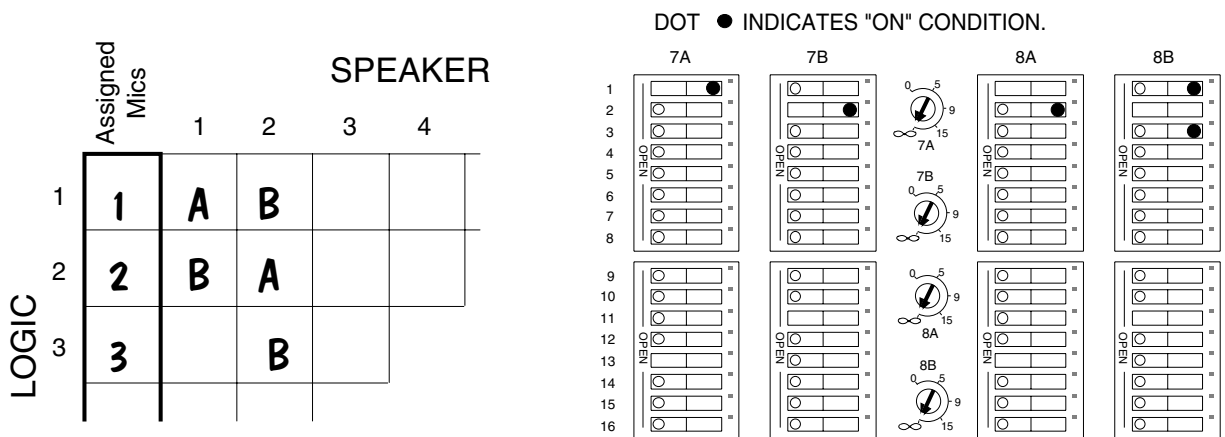 DOT ● INDICATES "ON" CONDITION.
Assigned
Mics
SPEAKER
1 2 3 4
LOGIC
1 1 A B
2 2 B A
3 3 B
7A 7B 8A 8B
1
2
3
4
5
6
7
8
OPEN OPEN OPEN OPEN
0 5 9 15 ∞
7A
7B
0 5 9 15 ∞
9
10
11
12
13
14
15
16
OPEN OPEN OPEN OPEN
0 5 9 15 ∞
8A
8B
0 5 9 15 ∞